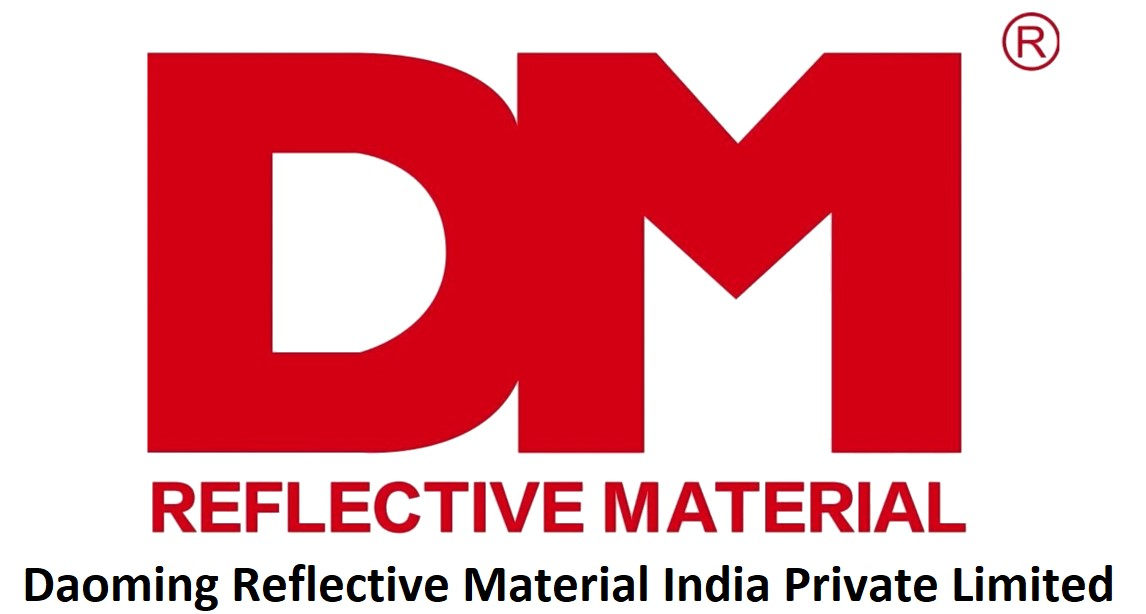 DM ®
REFLECTIVE MATERIAL
Daoming Reflective Material India Private Limited